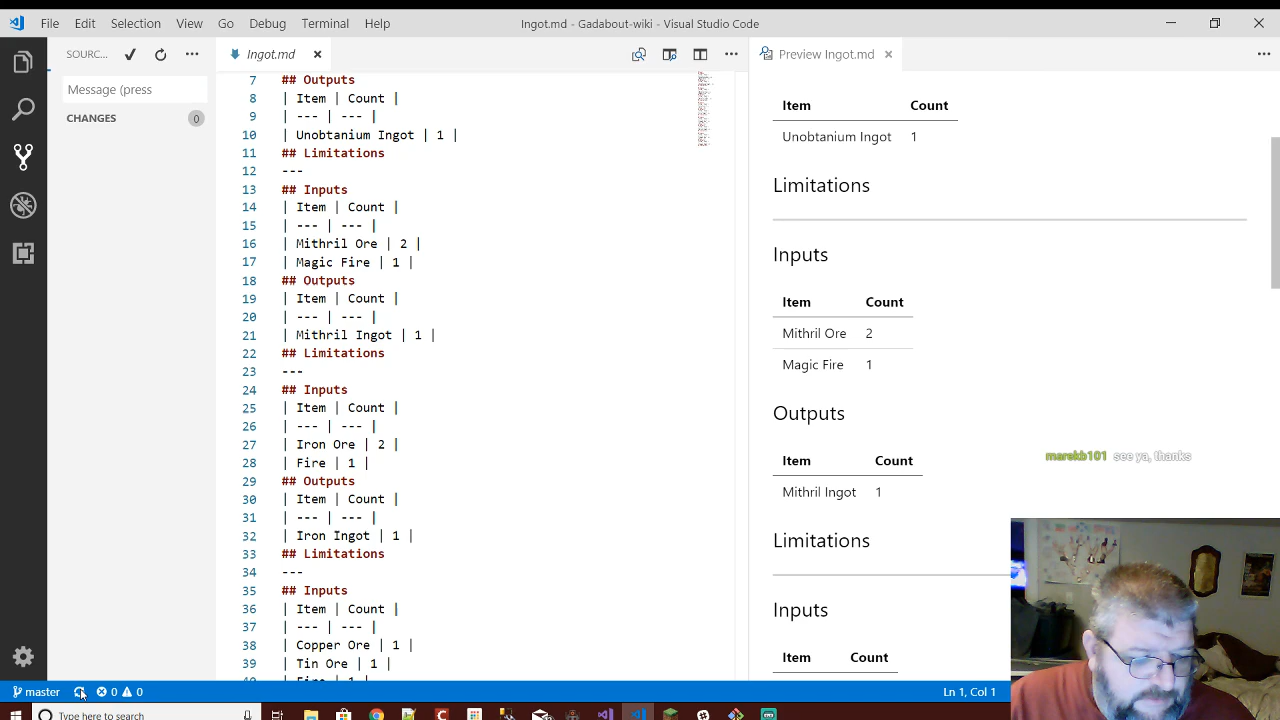 File Edit Selection View Go Debug Terminal Help Ingot.md - Gadabout-wiki - Visual Studio Code
SOURC... Ingot.md Preview Ingot.md
Message (press
CHANGES 0
7 ## Outputs
8 | Item | Count |
9 | --- | --- |
10 | Unobtanium Ingot | 1 |
11 ## Limitations
12 ---
13 ## Inputs
14 | Item | Count |
15 | --- | --- |
16 | Mithril Ore | 2 |
17 | Magic Fire | 1 |
18 ## Outputs
19 | Item | Count |
20 | --- | --- |
21 | Mithril Ingot | 1 |
22 ## Limitations
23 ---
24 ## Inputs
25 | Item | Count |
26 | --- | --- |
27 | Iron Ore | 2 |
28 | Fire | 1 |
29 ## Outputs
30 | Item | Count |
31 | --- | --- |
32 | Iron Ingot | 1 |
33 ## Limitations
34 ---
35 ## Inputs
36 | Item | Count |
37 | --- | --- |
38 | Copper Ore | 1 |
39 | Tin Ore | 1 |
Item Count
Unobtanium Ingot 1
Limitations
Inputs
Item Count
Mithril Ore 2
Magic Fire 1
Outputs
Item Count
Mithril Ingot 1
Limitations
Inputs
Item Count
marekb101 see ya, thanks
master 0 0 Ln 1, Col 1
Type here to search